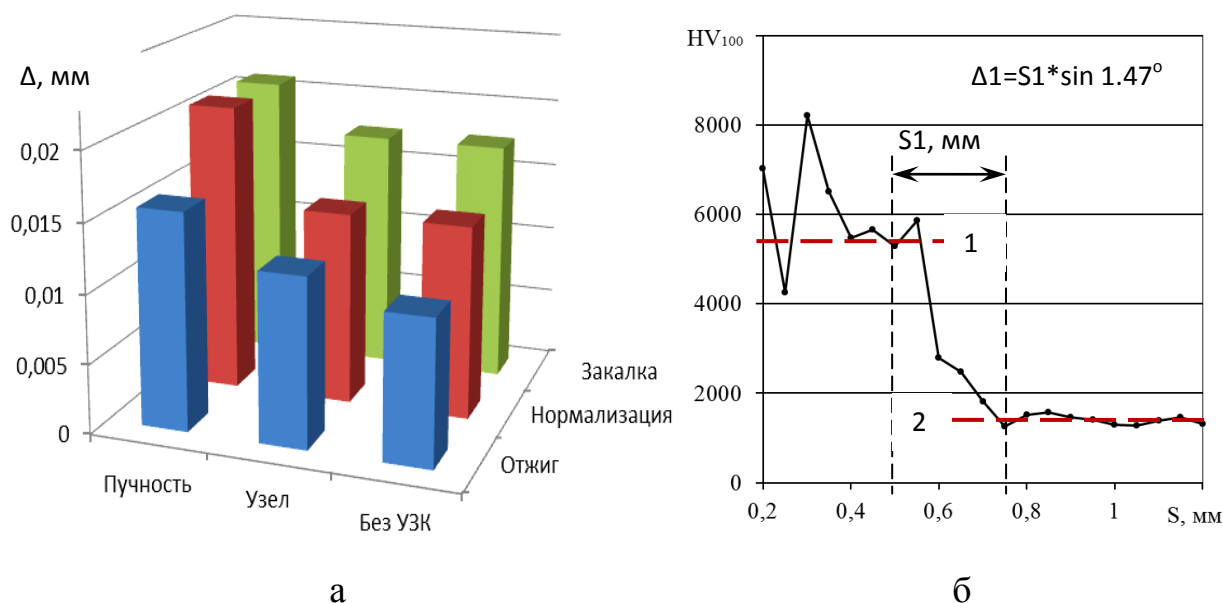 Δ, мм
0,02
0,015
0,01
0,005
0
Пучность
Узел
Без УЗК
Закалка
Нормализация
Отжиг
а
HV₁₀₀
Δ1=S1*sin 1.47°
8000
S1, мм
6000
1
4000
2000
2
0
0,2 0,4 0,6 0,8 1 S, мм
б